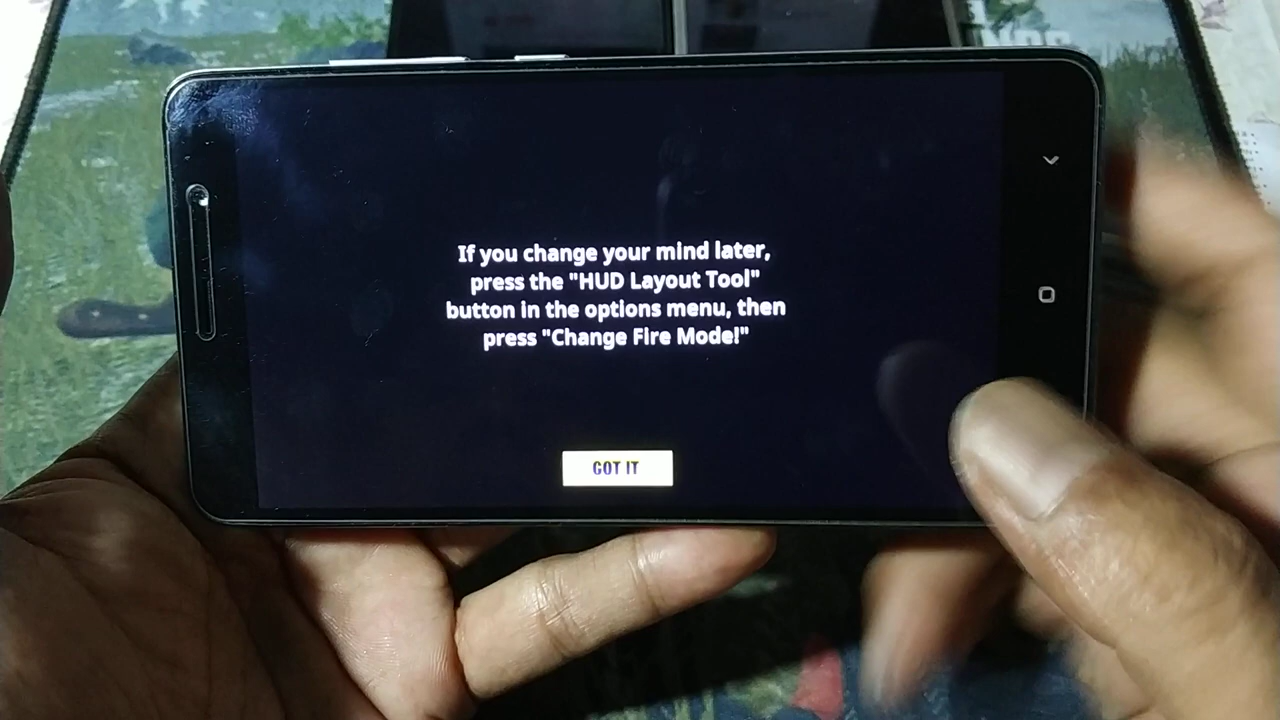 If you change your mind later,
press the "HUD Layout Tool"
button in the options menu, then
press "Change Fire Mode!"
GOT IT